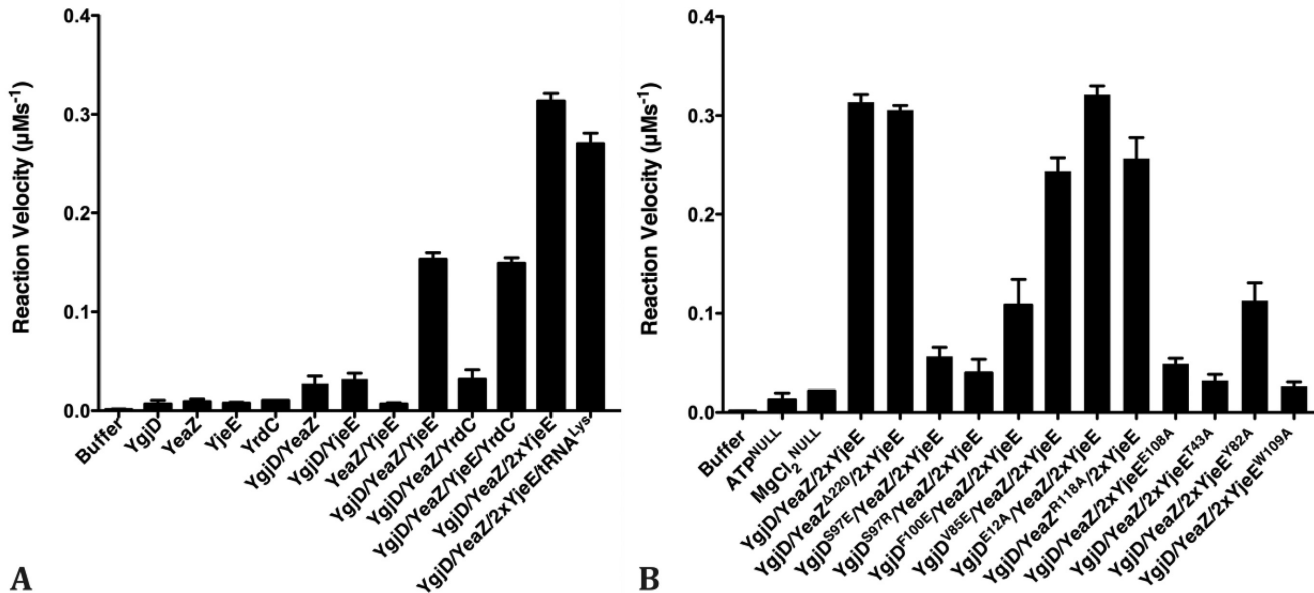 0.4
0.3
0.2
0.1
0.0
Reaction Velocity (µMs⁻¹)
Buffer
YgjD
YeaZ
YjeE
YrdC
YgjD/YeaZ
YgjD/YjeE
YeaZ/YjeE
YgjD/YeaZ/YjeE
YgjD/YeaZ/YrdC
YgjD/YeaZ/YjeE/YrdC
YgjD/YeaZ/2xYjeE
YgjD/YeaZ/2xYjeE/tRNAᴸʸˢ
A
0.4
0.3
0.2
0.1
0.0
Reaction Velocity (µMs⁻¹)
Buffer
ATP^NULL
MgCl₂^NULL
YgjD/YeaZ/2xYjeE
YgjD/YeaZ^Δ220/2xYjeE
YgjD^S97E/YeaZ/2xYjeE
YgjD^S97R/YeaZ/2xYjeE
YgjD^F100E/YeaZ/2xYjeE
YgjD^V85E/YeaZ/2xYjeE
YgjD^E12A/YeaZ/2xYjeE
YgjD/YeaZ^R118A/2xYjeE
YgjD/YeaZ/2xYjeE^E108A
YgjD/YeaZ/2xYjeE^T43A
YgjD/YeaZ/2xYjeE^Y82A
YgjD/YeaZ/2xYjeE^W109A
B